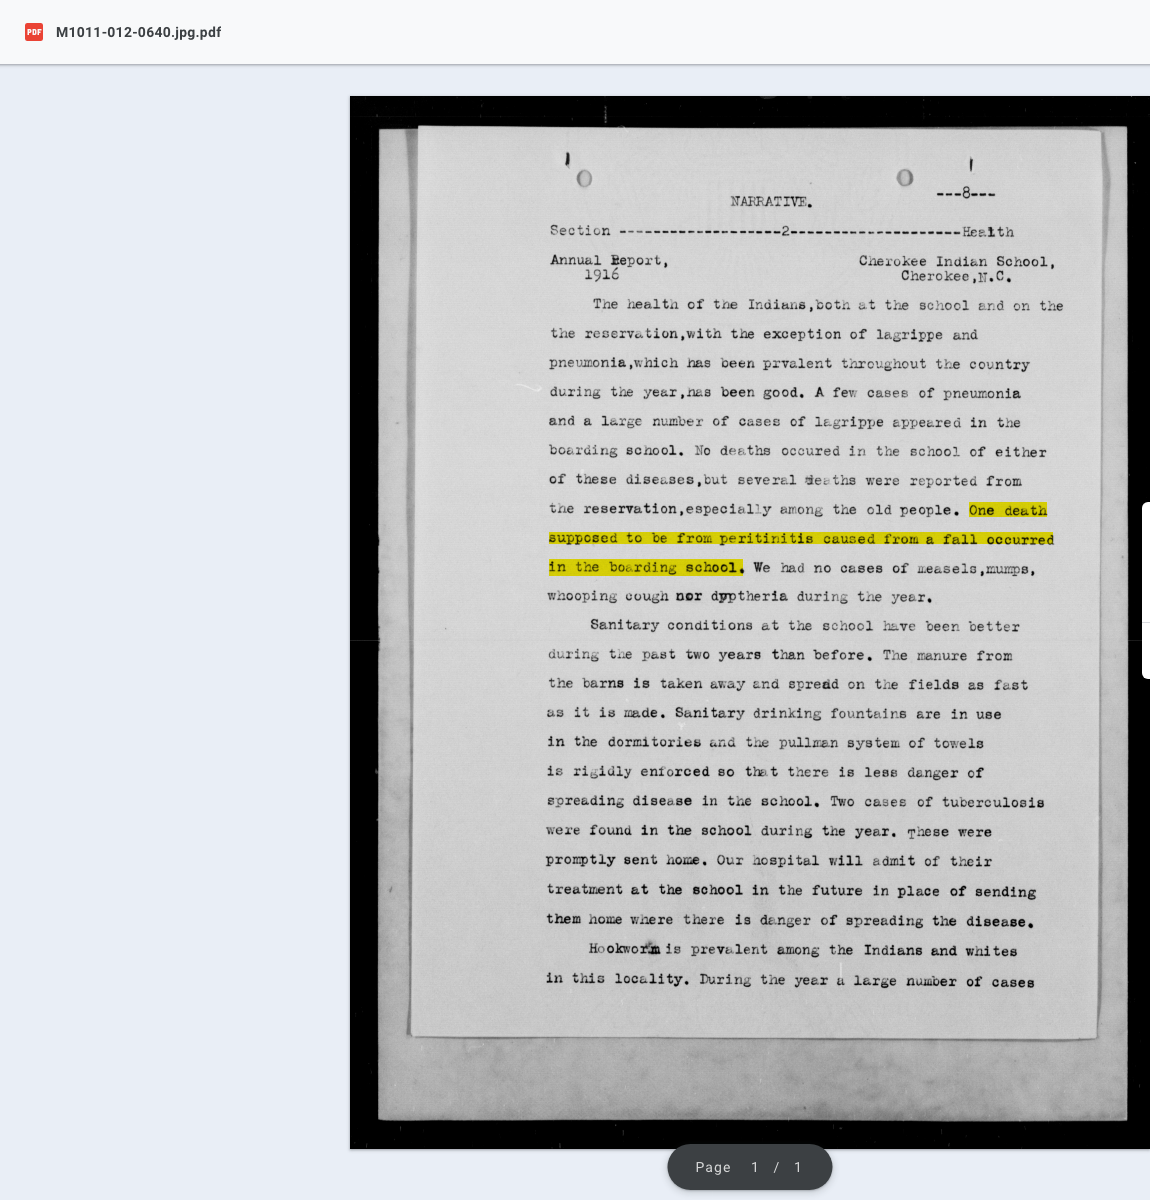 PDF M1011-012-0640.jpg.pdf
---8---
NARRATIVE.
Section -------------------2--------------------Health
Annual Report, Cherokee Indian School,
1916 Cherokee,N.C.
The health of the Indians,both at the school and on the
the reservation,with the exception of lagrippe and
pneumonia,which has been prvalent throughout the country
during the year,has been good. A few cases of pneumonia
and a large number of cases of lagrippe appeared in the
boarding school. No deaths occured in the school of either
of these diseases,but several deaths were reported from
the reservation,especially among the old people. One death
supposed to be from peritinitis caused from a fall occurred
in the boarding school. We had no cases of measels,mumps,
whooping cough nor dyptheria during the year.
Sanitary conditions at the school have been better
during the past two years than before. The manure from
the barns is taken away and spread on the fields as fast
as it is made. Sanitary drinking fountains are in use
in the dormitories and the pullman system of towels
is rigidly enforced so that there is less danger of
spreading disease in the school. Two cases of tuberculosis
were found in the school during the year. These were
promptly sent home. Our hospital will admit of their
treatment at the school in the future in place of sending
them home where there is danger of spreading the disease.
Hookworm is prevalent among the Indians and whites
in this locality. During the year a large number of cases
Page 1 / 1